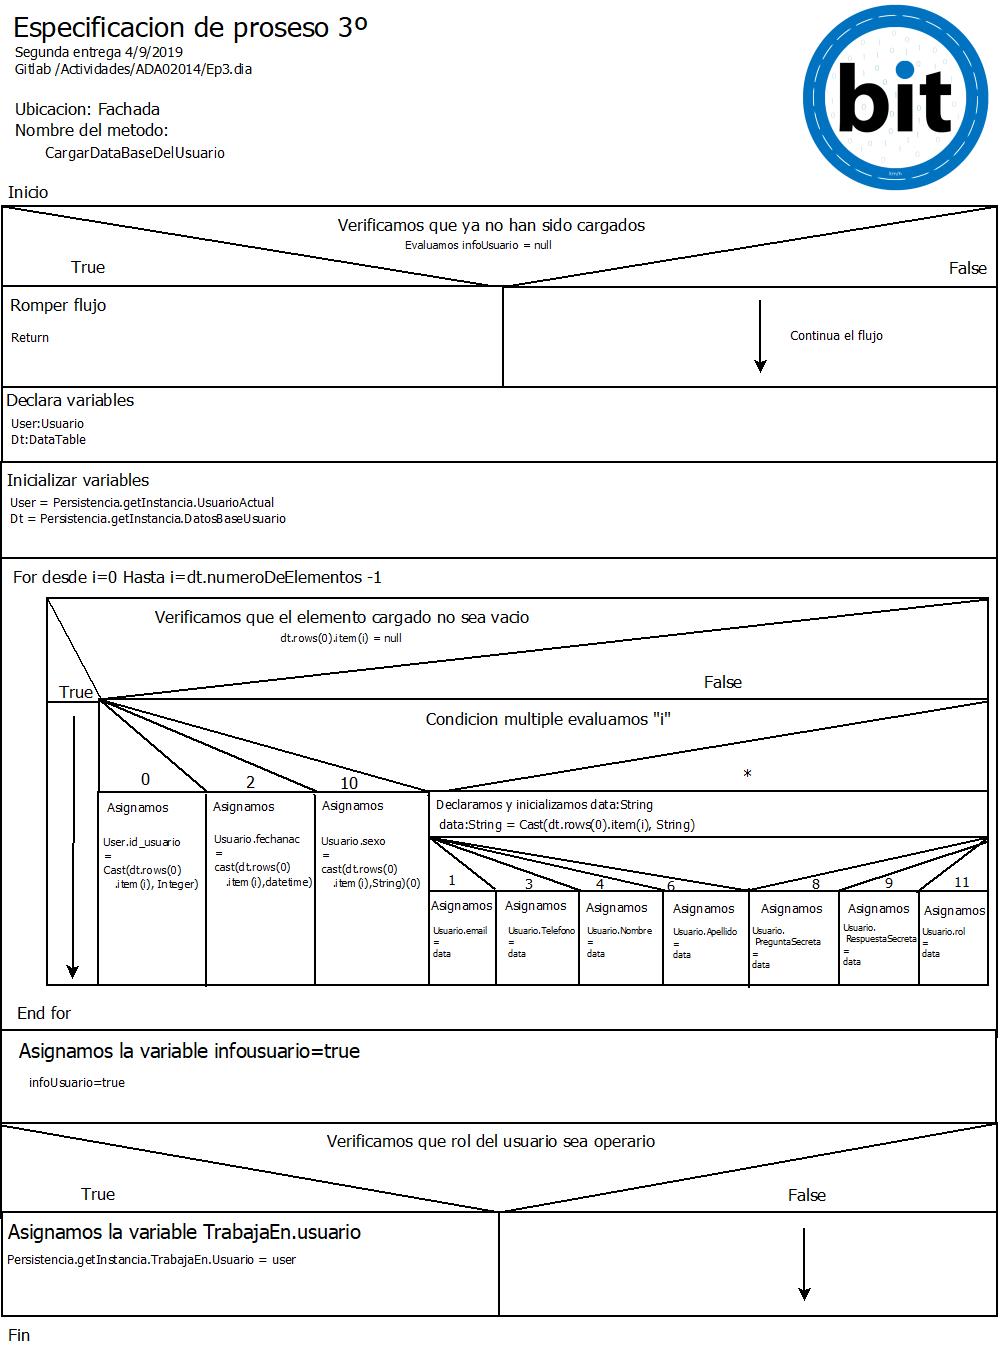 Especificacion de proseso 3º
Segunda entrega 4/9/2019
Gitlab /Actividades/ADA02014/Ep3.dia
bit
km/h
Ubicacion: Fachada
Nombre del metodo:
CargarDataBaseDelUsuario
Inicio
Verificamos que ya no han sido cargados
Evaluamos infoUsuario = null
True
False
Romper flujo
Return
Continua el flujo
Declara variables
User:Usuario
Dt:DataTable
Inicializar variables
User = Persistencia.getInstancia.UsuarioActual
Dt = Persistencia.getInstancia.DatosBaseUsuario
For desde i=0 Hasta i=dt.numeroDeElementos -1
Verificamos que el elemento cargado no sea vacio
dt.rows(0).item(i) = null
True
False
Condicion multiple evaluamos "i"
0
2
10
*
Asignamos
User.id_usuario
=
Cast(dt.rows(0)
.item(i), Integer)
Asignamos
Usuario.fechanac
=
cast(dt.rows(0)
.item(i),datetime)
Asignamos
Usuario.sexo
=
cast(dt.rows(0)
.item(i),String)(0)
Declaramos y inicializamos data:String
data:String = Cast(dt.rows(0).item(i), String)
1
3
4
6
8
9
11
Asignamos
Usuario.email
=
data
Asignamos
Usuario.Telefono
=
data
Asignamos
Usuario.Nombre
=
data
Asignamos
Usuario.Apellido
=
data
Asignamos
Usuario.
PreguntaSecreta
=
data
Asignamos
Usuario.
RespuestaSecreta
=
data
Asignamos
Usuario.rol
=
data
End for
Asignamos la variable infousuario=true
infoUsuario=true
Verificamos que rol del usuario sea operario
True
False
Asignamos la variable TrabajaEn.usuario
Persistencia.getInstancia.TrabajaEn.Usuario = user
Fin